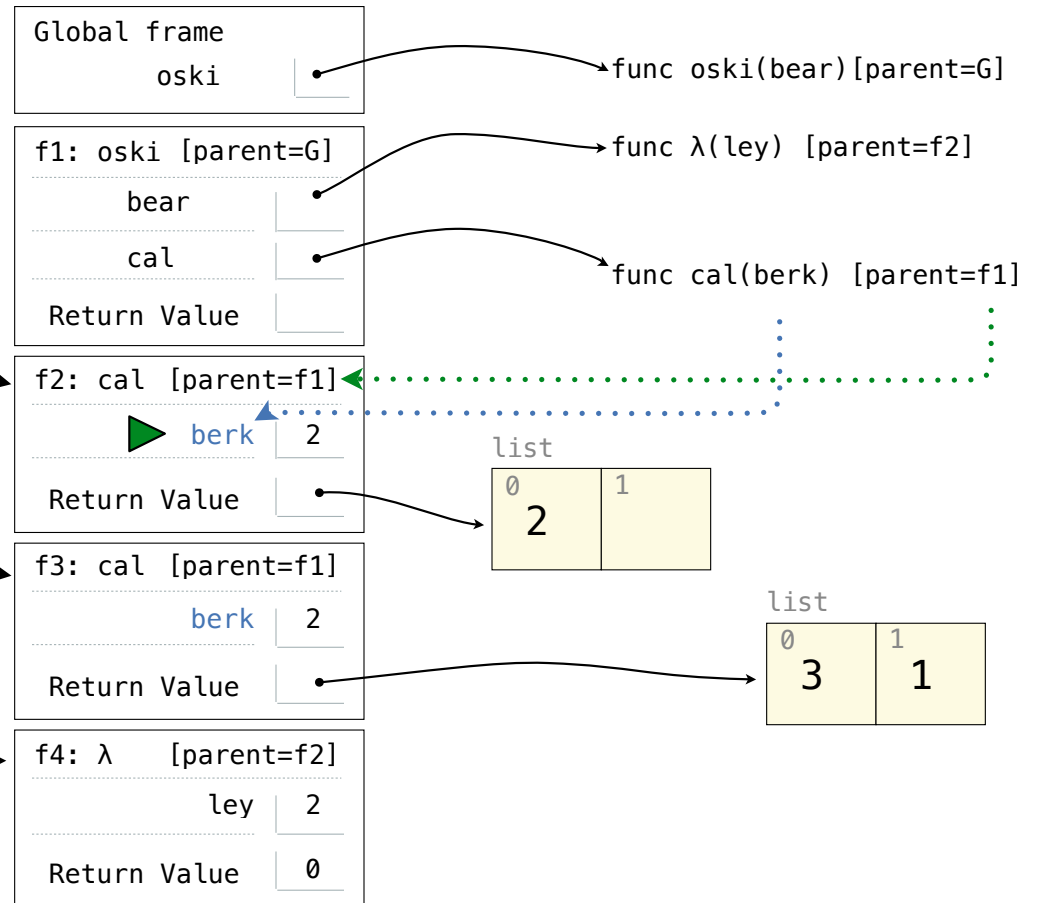 Global frame
oski
func oski(bear)[parent=G]
f1: oski [parent=G]
func λ(ley) [parent=f2]
bear
cal
func cal(berk) [parent=f1]
Return Value
f2: cal [parent=f1]
berk 2
list
0 1
Return Value
2
f3: cal [parent=f1]
berk 2
list
0 1
Return Value
3 1
f4: λ [parent=f2]
ley 2
Return Value 0